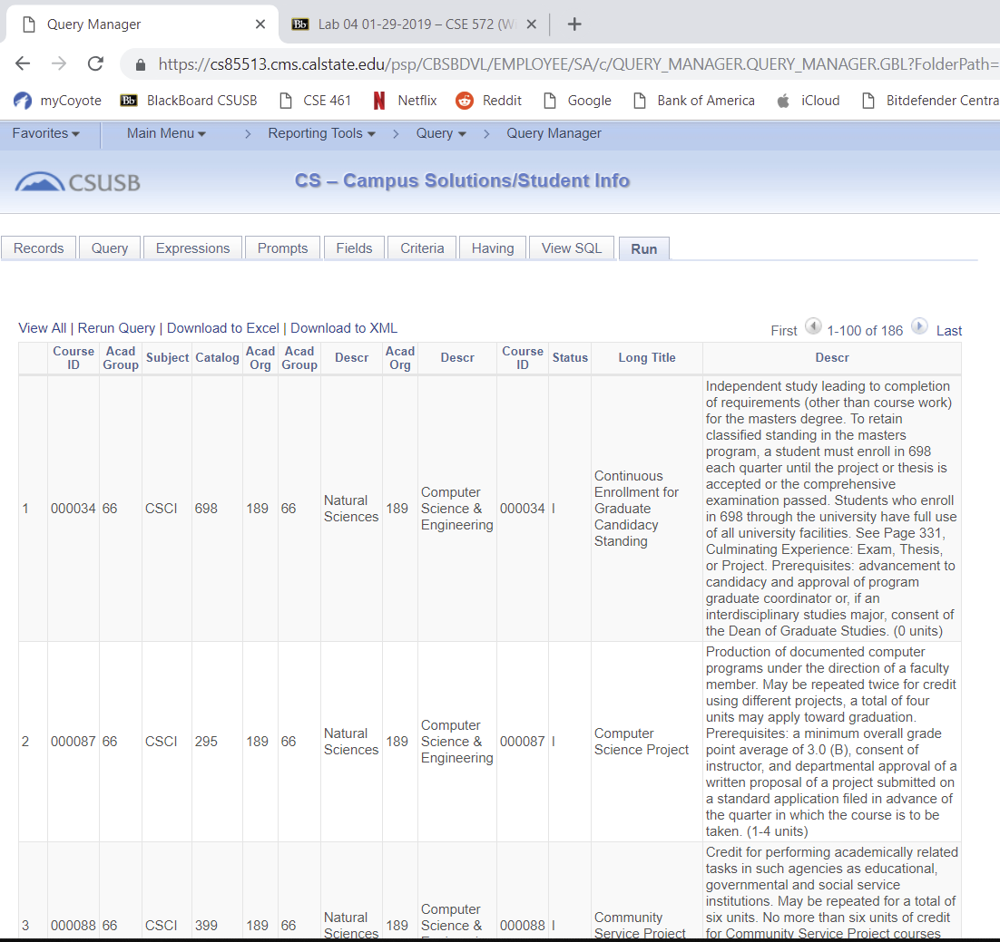 Query Manager
Bb Lab 04 01-29-2019 – CSE 572 (W
https://cs85513.cms.calstate.edu/psp/CBSBDVL/EMPLOYEE/SA/c/QUERY_MANAGER.QUERY_MANAGER.GBL?FolderPath=
myCoyote Bb BlackBoard CSUSB CSE 461 N Netflix Reddit Google Bank of America iCloud Bitdefender Centra
Favorites Main Menu > Reporting Tools > Query > Query Manager
CSUSB
CS – Campus Solutions/Student Info
Records Query Expressions Prompts Fields Criteria Having View SQL Run
View All | Rerun Query | Download to Excel | Download to XML First 1-100 of 186 Last
Course ID Acad Group Subject Catalog Acad Org Acad Group Descr Acad Org Descr Course ID Status Long Title Descr
1 000034 66 CSCI 698 189 66
Natural
Sciences
189
Computer
Science &
Engineering
000034 I
Continuous
Enrollment for
Graduate
Candidacy
Standing
Independent study leading to completion
of requirements (other than course work)
for the masters degree. To retain
classified standing in the masters
program, a student must enroll in 698
each quarter until the project or thesis is
accepted or the comprehensive
examination passed. Students who enroll
in 698 through the university have full use
of all university facilities. See Page 331,
Culminating Experience: Exam, Thesis,
or Project. Prerequisites: advancement to
candidacy and approval of program
graduate coordinator or, if an
interdisciplinary studies major, consent of
the Dean of Graduate Studies. (0 units)
2 000087 66 CSCI 295 189 66
Natural
Sciences
189
Computer
Science &
Engineering
000087 I
Computer
Science Project
Production of documented computer
programs under the direction of a faculty
member. May be repeated twice for credit
using different projects, a total of four
units may apply toward graduation.
Prerequisites: a minimum overall grade
point average of 3.0 (B), consent of
instructor, and departmental approval of a
written proposal of a project submitted on
a standard application filed in advance of
the quarter in which the course is to be
taken. (1-4 units)
3 000088 66 CSCI 399 189 66
Natural
Sciences
189
Computer
Science &
000088 I
Community
Service Project
Credit for performing academically related
tasks in such agencies as educational,
governmental and social service
institutions. May be repeated for a total of
six units. No more than six units of credit
for Community Service Project courses